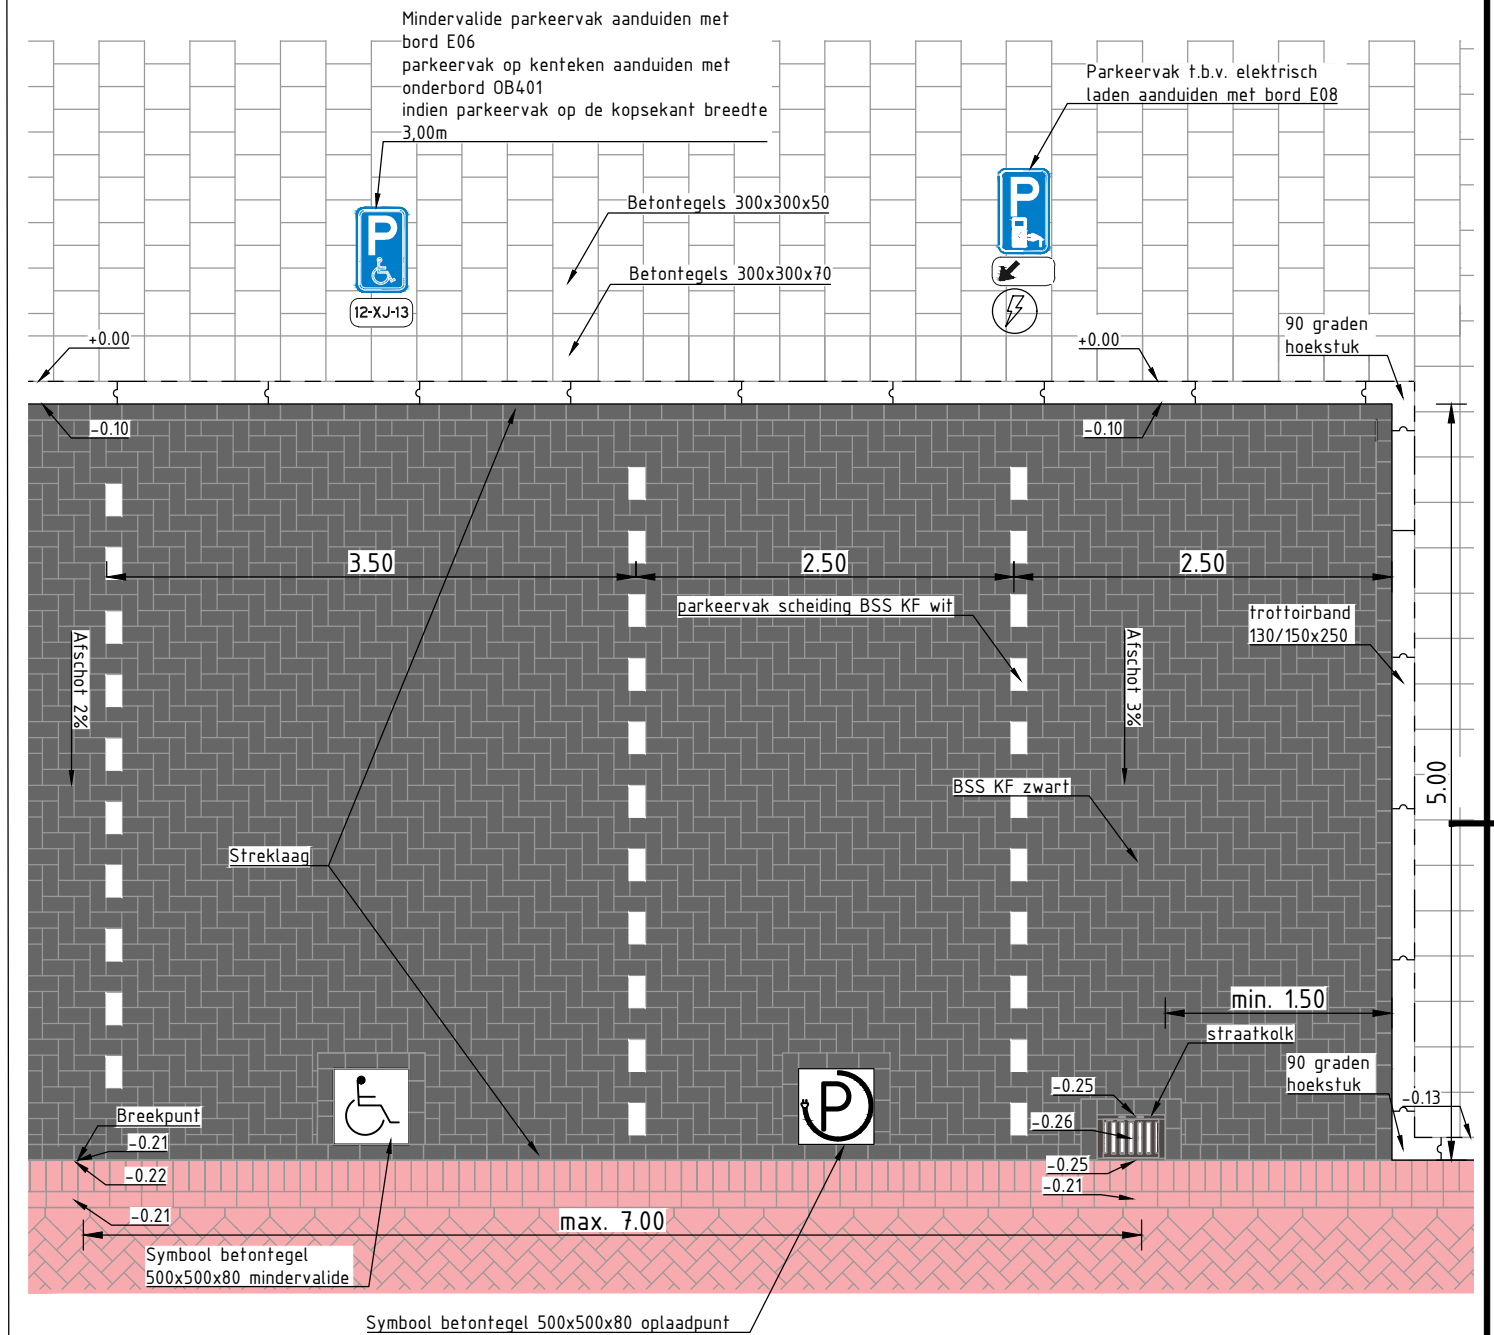 Mindervalide parkeervak aanduiden met
bord E06
parkeervak op kenteken aanduiden met
onderbord OB401
indien parkeervak op de kopsekant breedte
3,00m
Parkeervak t.b.v. elektrisch
laden aanduiden met bord E08
P
P
Betontegels 300x300x50
Betontegels 300x300x70
12-XJ-13
90 graden
hoekstuk
+0.00
+0.00
-0.10
-0.10
3.50
2.50
2.50
parkeervak scheiding BSS KF wit
trottoirband
130/150x250
Afschot 2%
Afschot 3%
5.00
BSS KF zwart
Streklaag
min. 1.50
straatkolk
90 graden
hoekstuk
-0.25
-0.13
P
Breekpunt
-0.26
-0.21
-0.25
-0.22
-0.21
-0.21
max. 7.00
Symbool betontegel
500x500x80 mindervalide
Symbool betontegel 500x500x80 oplaadpunt